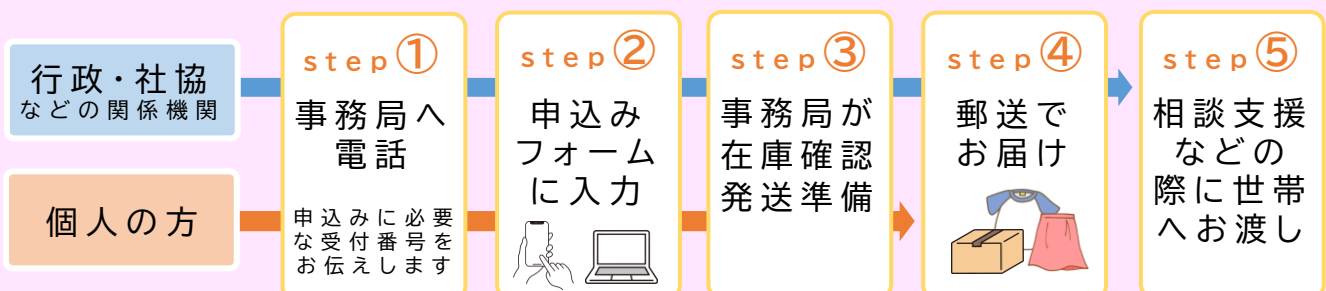 行政・社協
などの関係機関
個人の方
step①
事務局へ
電話
申込みに必要
な受付番号を
お伝えします
step②
申込み
フォーム
に入力
step③
事務局が
在庫確認
発送準備
step④
郵送で
お届け
step⑤
相談支援
などの
際に世帯
へお渡し